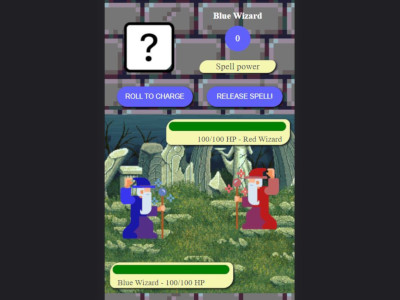 Blue Wizard
?
0
Spell power
ROLL TO CHARGE
RELEASE SPELL!
100/100 HP - Red Wizard
Blue Wizard - 100/100 HP